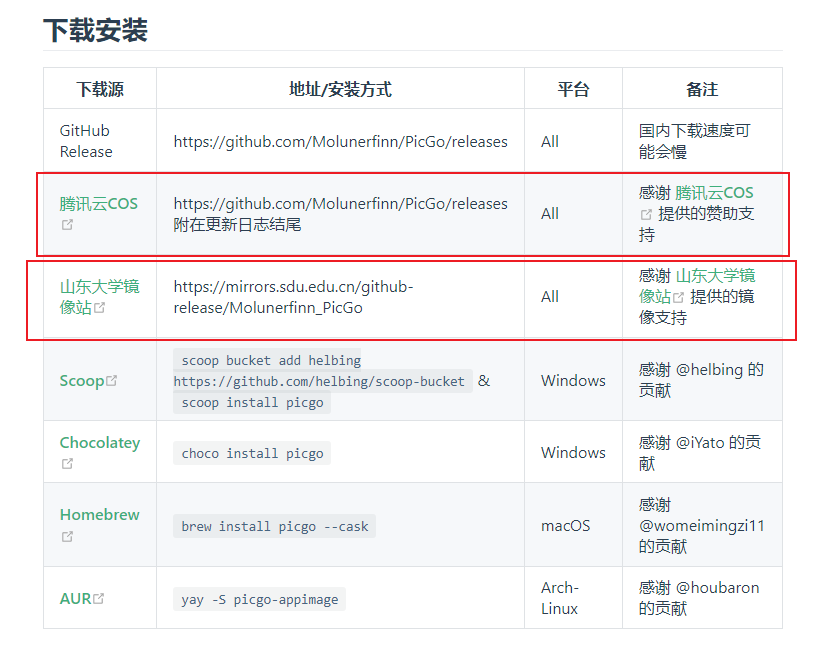 下载安装
下载源 地址/安装方式 平台 备注
GitHub
Release
https://github.com/Molunerfinn/PicGo/releases
All
国内下载速度可
能会慢
腾讯云COS
https://github.com/Molunerfinn/PicGo/releases
附在更新日志结尾
All
感谢 腾讯云COS
提供的赞助支
持
山东大学镜
像站
https://mirrors.sdu.edu.cn/github-
release/Molunerfinn_PicGo
All
感谢 山东大学镜
像站 提供的镜
像支持
Scoop
scoop bucket add helbing
https://github.com/helbing/scoop-bucket &
scoop install picgo
Windows
感谢 @helbing 的
贡献
Chocolatey
choco install picgo
Windows
感谢 @iYato 的贡
献
Homebrew
brew install picgo --cask
macOS
感谢
@womeimingzi11
的贡献
AUR
yay -S picgo-appimage
Arch-
Linux
感谢 @houbaron
的贡献